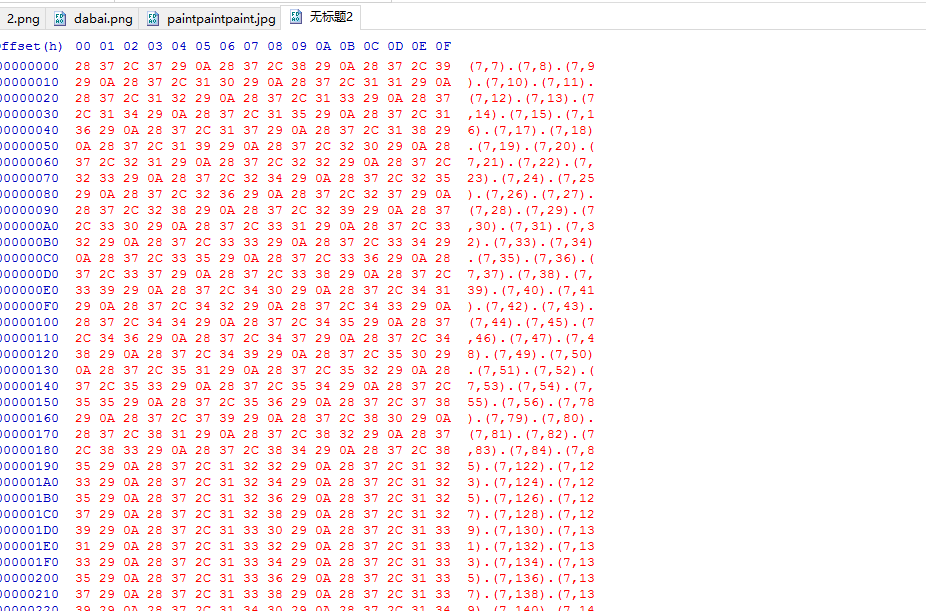 2.png dabai.png paintpaintpaint.jpg 无标题2
ffset(h) 00 01 02 03 04 05 06 07 08 09 0A 0B 0C 0D 0E 0F
00000000 28 37 2C 37 29 0A 28 37 2C 38 29 0A 28 37 2C 39 (7,7).(7,8).(7,9
00000010 29 0A 28 37 2C 31 30 29 0A 28 37 2C 31 31 29 0A ).(7,10).(7,11).
00000020 28 37 2C 31 32 29 0A 28 37 2C 31 33 29 0A 28 37 (7,12).(7,13).(7
00000030 2C 31 34 29 0A 28 37 2C 31 35 29 0A 28 37 2C 31 ,14).(7,15).(7,1
00000040 36 29 0A 28 37 2C 31 37 29 0A 28 37 2C 31 38 29 6).(7,17).(7,18)
00000050 0A 28 37 2C 31 39 29 0A 28 37 2C 32 30 29 0A 28 .(7,19).(7,20).(
00000060 37 2C 32 31 29 0A 28 37 2C 32 32 29 0A 28 37 2C 7,21).(7,22).(7,
00000070 32 33 29 0A 28 37 2C 32 34 29 0A 28 37 2C 32 35 23).(7,24).(7,25
00000080 29 0A 28 37 2C 32 36 29 0A 28 37 2C 32 37 29 0A ).(7,26).(7,27).
00000090 28 37 2C 32 38 29 0A 28 37 2C 32 39 29 0A 28 37 (7,28).(7,29).(7
000000A0 2C 33 30 29 0A 28 37 2C 33 31 29 0A 28 37 2C 33 ,30).(7,31).(7,3
000000B0 32 29 0A 28 37 2C 33 33 29 0A 28 37 2C 33 34 29 2).(7,33).(7,34)
000000C0 0A 28 37 2C 33 35 29 0A 28 37 2C 33 36 29 0A 28 .(7,35).(7,36).(
000000D0 37 2C 33 37 29 0A 28 37 2C 33 38 29 0A 28 37 2C 7,37).(7,38).(7,
000000E0 33 39 29 0A 28 37 2C 34 30 29 0A 28 37 2C 34 31 39).(7,40).(7,41
000000F0 29 0A 28 37 2C 34 32 29 0A 28 37 2C 34 33 29 0A ).(7,42).(7,43).
00000100 28 37 2C 34 34 29 0A 28 37 2C 34 35 29 0A 28 37 (7,44).(7,45).(7
00000110 2C 34 36 29 0A 28 37 2C 34 37 29 0A 28 37 2C 34 ,46).(7,47).(7,4
00000120 38 29 0A 28 37 2C 34 39 29 0A 28 37 2C 35 30 29 8).(7,49).(7,50)
00000130 0A 28 37 2C 35 31 29 0A 28 37 2C 35 32 29 0A 28 .(7,51).(7,52).(
00000140 37 2C 35 33 29 0A 28 37 2C 35 34 29 0A 28 37 2C 7,53).(7,54).(7,
00000150 35 35 29 0A 28 37 2C 35 36 29 0A 28 37 2C 37 38 55).(7,56).(7,78
00000160 29 0A 28 37 2C 37 39 29 0A 28 37 2C 38 30 29 0A ).(7,79).(7,80).
00000170 28 37 2C 38 31 29 0A 28 37 2C 38 32 29 0A 28 37 (7,81).(7,82).(7
00000180 2C 38 33 29 0A 28 37 2C 38 34 29 0A 28 37 2C 38 ,83).(7,84).(7,8
00000190 35 29 0A 28 37 2C 31 32 32 29 0A 28 37 2C 31 32 5).(7,122).(7,12
000001A0 33 29 0A 28 37 2C 31 32 34 29 0A 28 37 2C 31 32 3).(7,124).(7,12
000001B0 35 29 0A 28 37 2C 31 32 36 29 0A 28 37 2C 31 32 5).(7,126).(7,12
000001C0 37 29 0A 28 37 2C 31 32 38 29 0A 28 37 2C 31 32 7).(7,128).(7,12
000001D0 39 29 0A 28 37 2C 31 33 30 29 0A 28 37 2C 31 33 9).(7,130).(7,13
000001E0 31 29 0A 28 37 2C 31 33 32 29 0A 28 37 2C 31 33 1).(7,132).(7,13
000001F0 33 29 0A 28 37 2C 31 33 34 29 0A 28 37 2C 31 33 3).(7,134).(7,13
00000200 35 29 0A 28 37 2C 31 33 36 29 0A 28 37 2C 31 33 5).(7,136).(7,13
00000210 37 29 0A 28 37 2C 31 33 38 29 0A 28 37 2C 31 33 7).(7,138).(7,13
00000220 39 29 0A 28 37 2C 31 34 30 29 0A 28 37 2C 31 34 9).(7,140).(7,14